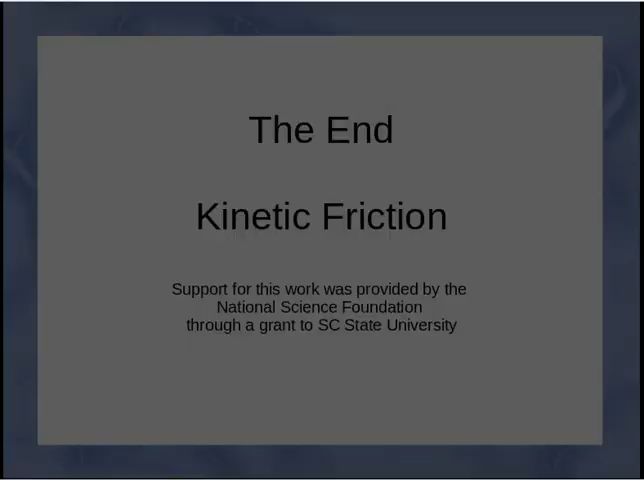 The End
Kinetic Friction
Support for this work was provided by the
National Science Foundation
through a grant to SC State University